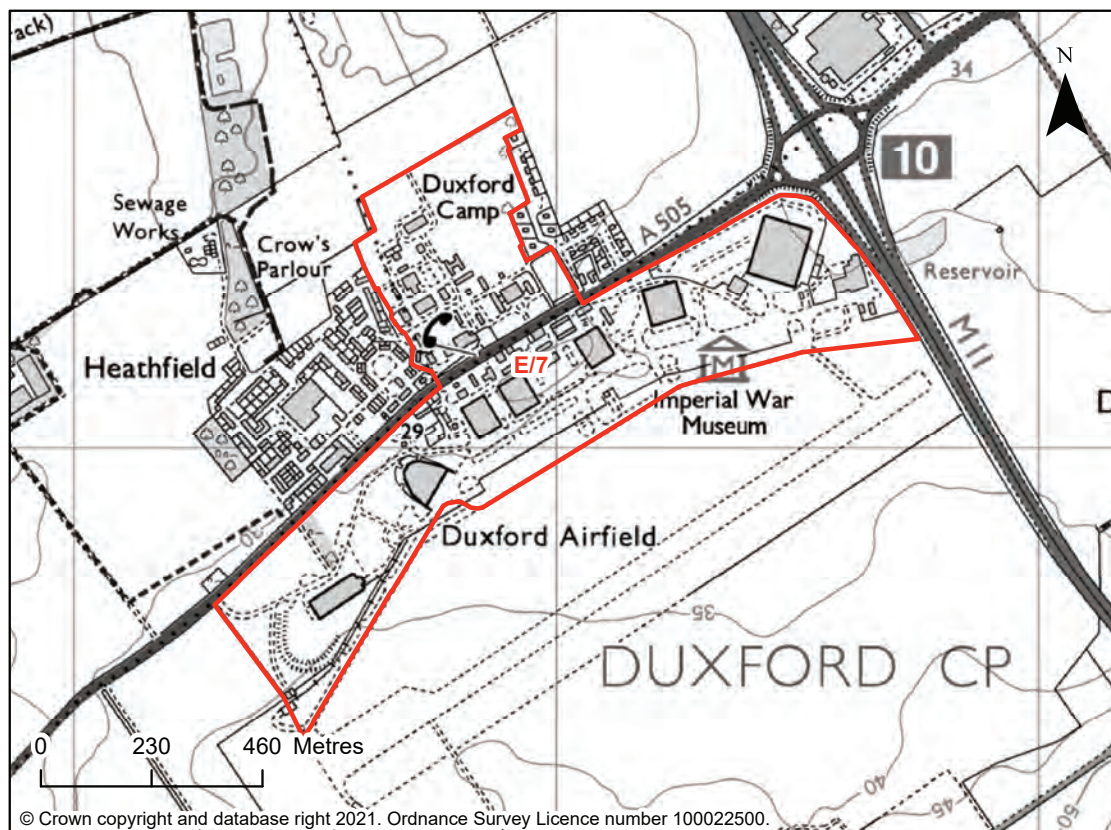 ack)
34
N
10
Duxford
Camp
A 505
Sewage
Works
Crow's
Parlour
Reservoir
M11
E/7
Heathfield
IWM
Imperial War
Museum
29
D
Duxford Airfield
30
35
DUXFORD CP
0 230 460 Metres
40
45
50
© Crown copyright and database right 2021. Ordnance Survey Licence number 100022500.